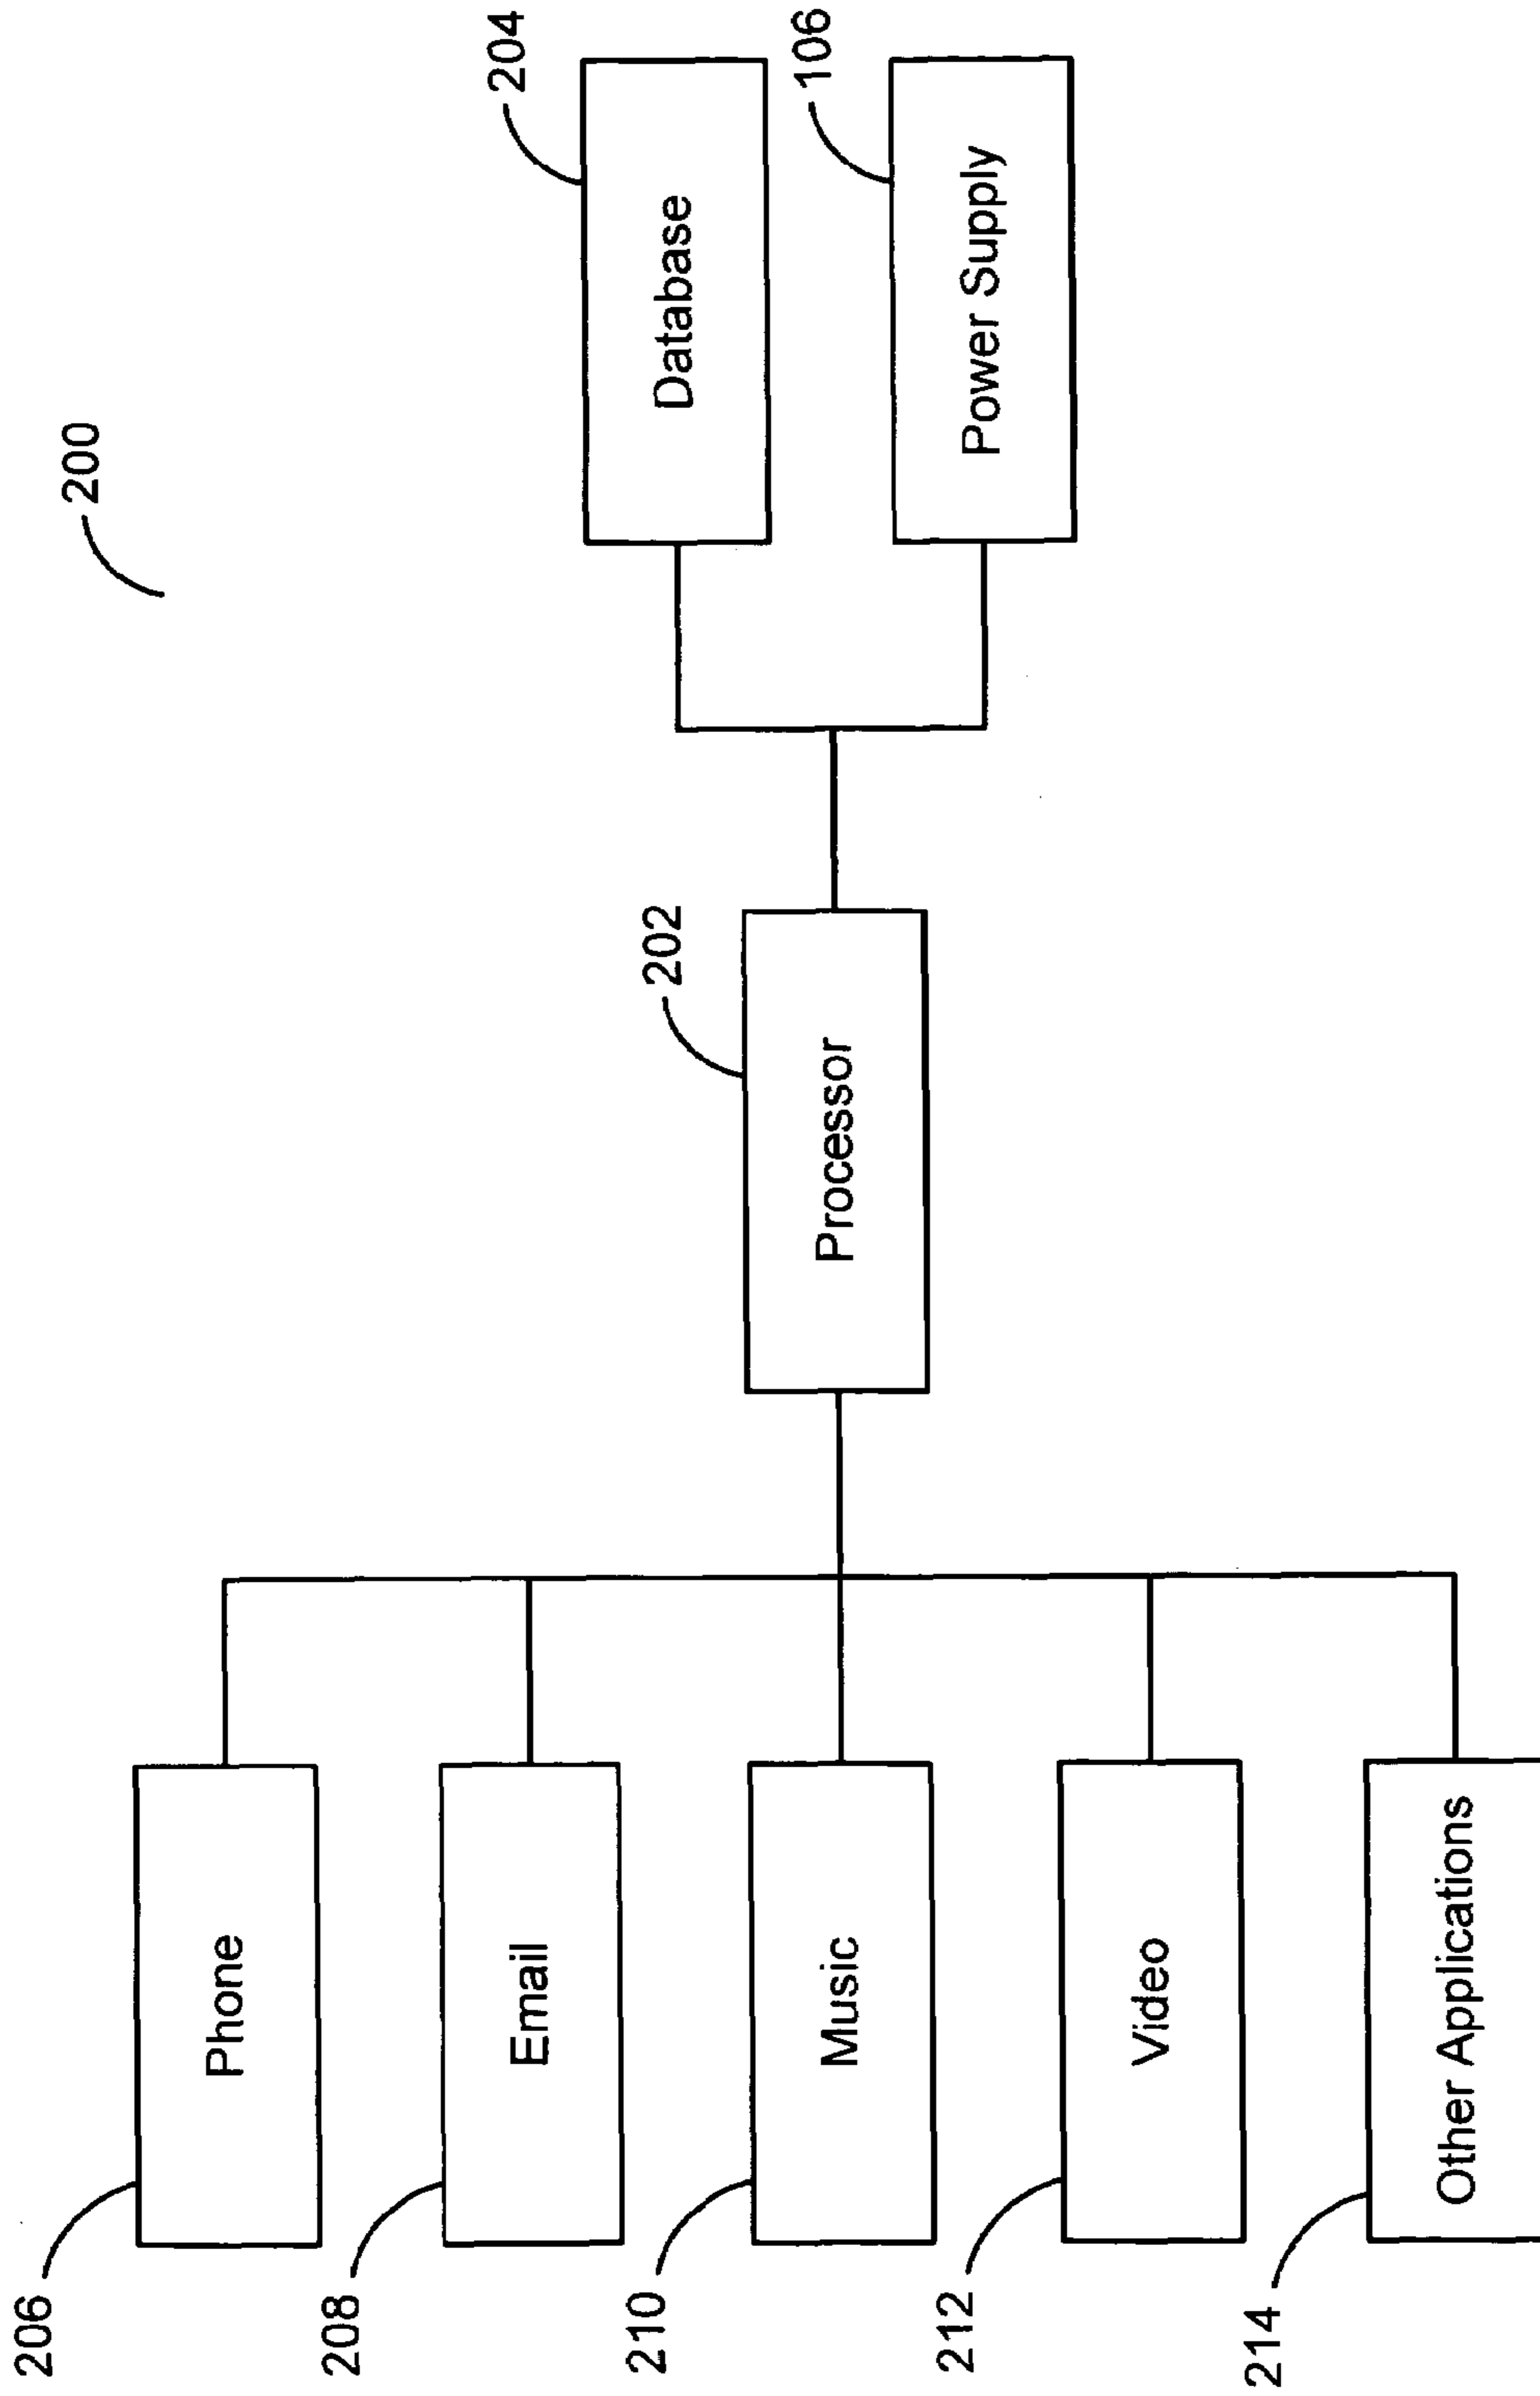 200
206
Phone
208
Email
210
Music
212
Video
214
Other Applications
202
Processor
204
Database
106
Power Supply